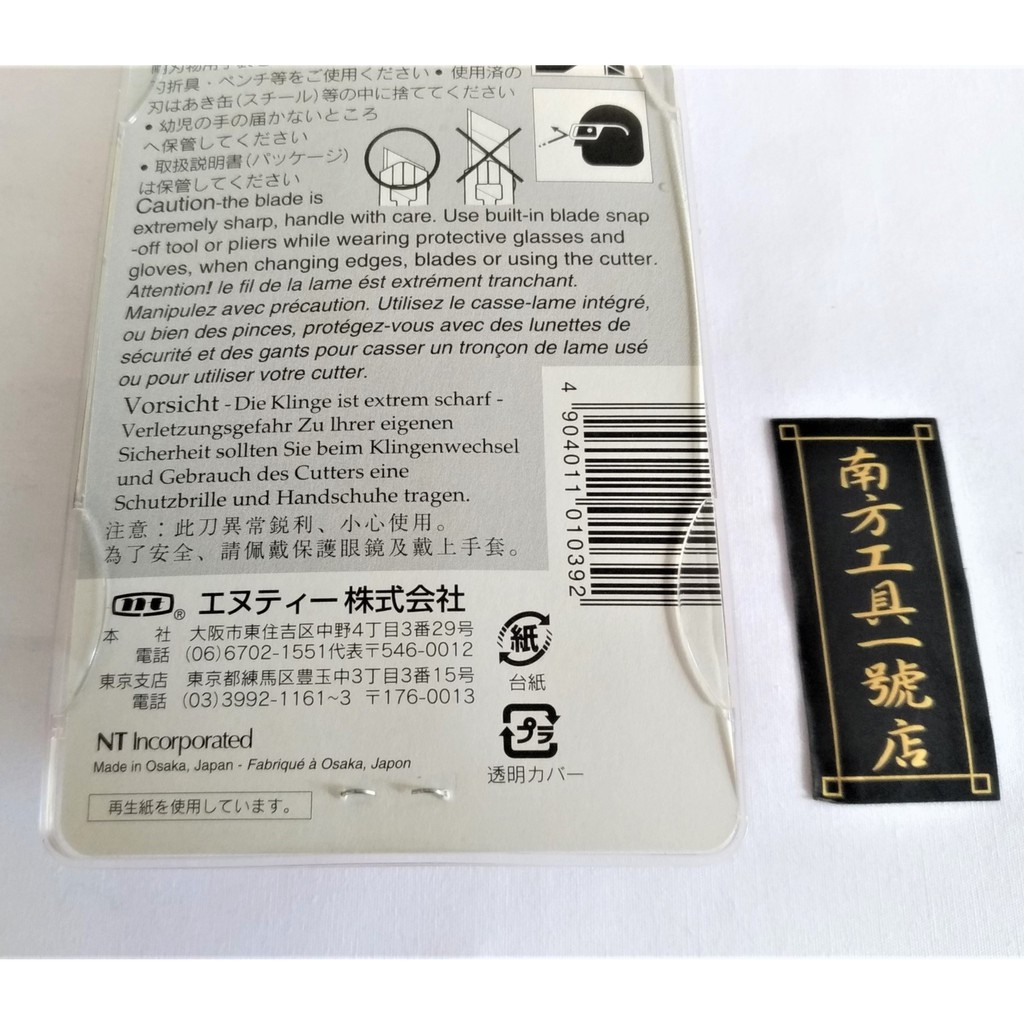 刃折具・ペンチ等をご使用ください・使用済の
刃はあき缶(スチール)等の中に捨ててください
・幼児の手の届かないところ
へ保管してください
・取扱説明書(パッケージ)
は保管してください
Caution-the blade is
extremely sharp, handle with care. Use built-in blade snap
-off tool or pliers while wearing protective glasses and
gloves, when changing edges, blades or using the cutter.
Attention! le fil de la lame ést extrément tranchant.
Manipulez avec précaution. Utilisez le casse-lame intégré,
ou bien des pinces, protégez-vous avec des lunettes de
sécurité et des gants pour casser un tronçon de lame usé
ou pour utiliser votre cutter.
Vorsicht - Die Klinge ist extrem scharf -
Verletzungsgefahr Zu lhrer eigenen
Sicherheit sollten Sie beim Klingenwechsel
und Gebrauch des Cutters eine
Schutzbrille und Handschuhe tragen.
注意：此刀異常鋭利、小心使用。
為了安全、請佩戴保護眼鏡及戴上手套。
4 904011 010392
nt® エヌティー株式会社
本 社 大阪市東住吉区中野4丁目3番29号
電話 (06)6702-1551代表〒546-0012
東京支店 東京都練馬区豊玉中3丁目3番15号
電話 (03)3992-1161~3 〒176-0013
紙
台紙
プラ
透明カバー
NT Incorporated
Made in Osaka, Japan - Fabriqué à Osaka, Japon
再生紙を使用しています。
南方工具一號店